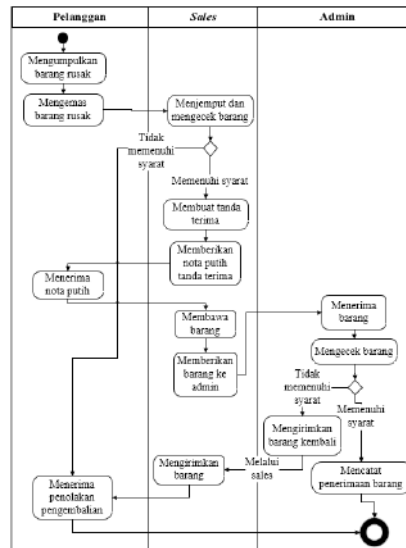 Pelanggan
Sales
Admin
Mengumpulkan
barang rusak
Mengemas
barang rusak
Menjemput dan
mengecek barang
Tidak
memenuhi
syarat
Memenuhi syarat
Membuat tanda
terima
Memberikan
nota putih
tanda terima
Menerima
nota putih
Membawa
barang
Memberikan
barang ke
admin
Menerima
barang
Mengecek barang
Tidak
memenuhi
syarat
Memenuhi
syarat
Mengirimkan
barang kembali
Melalui
sales
Mengirimkan
barang
Menerima
penolakan
pengembalian
Mencatat
penerimaan barang